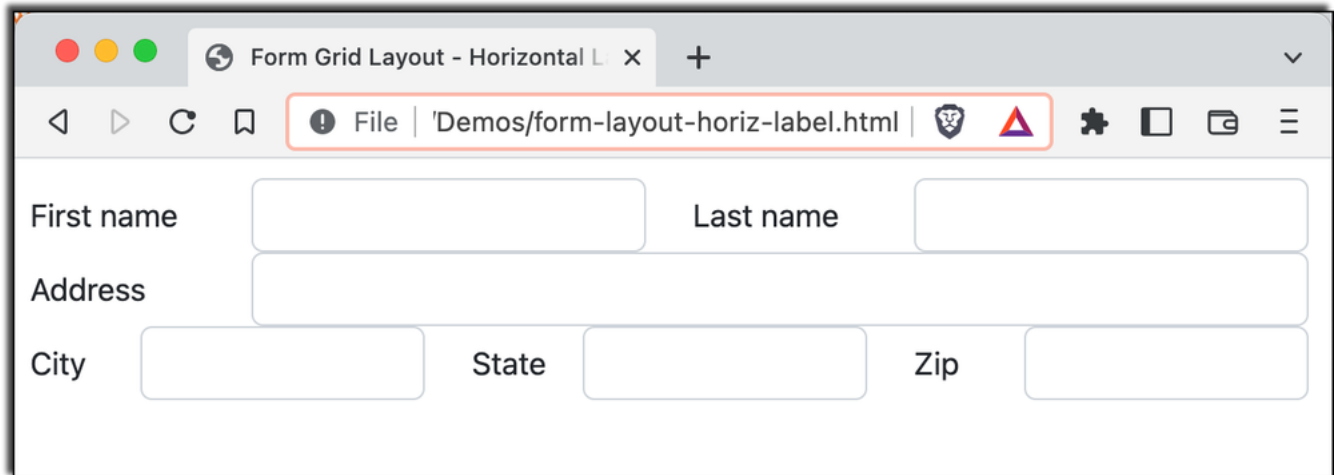 Form Grid Layout - Horizontal L
File 'Demos/form-layout-horiz-label.html
First name Last name
Address
City State Zip